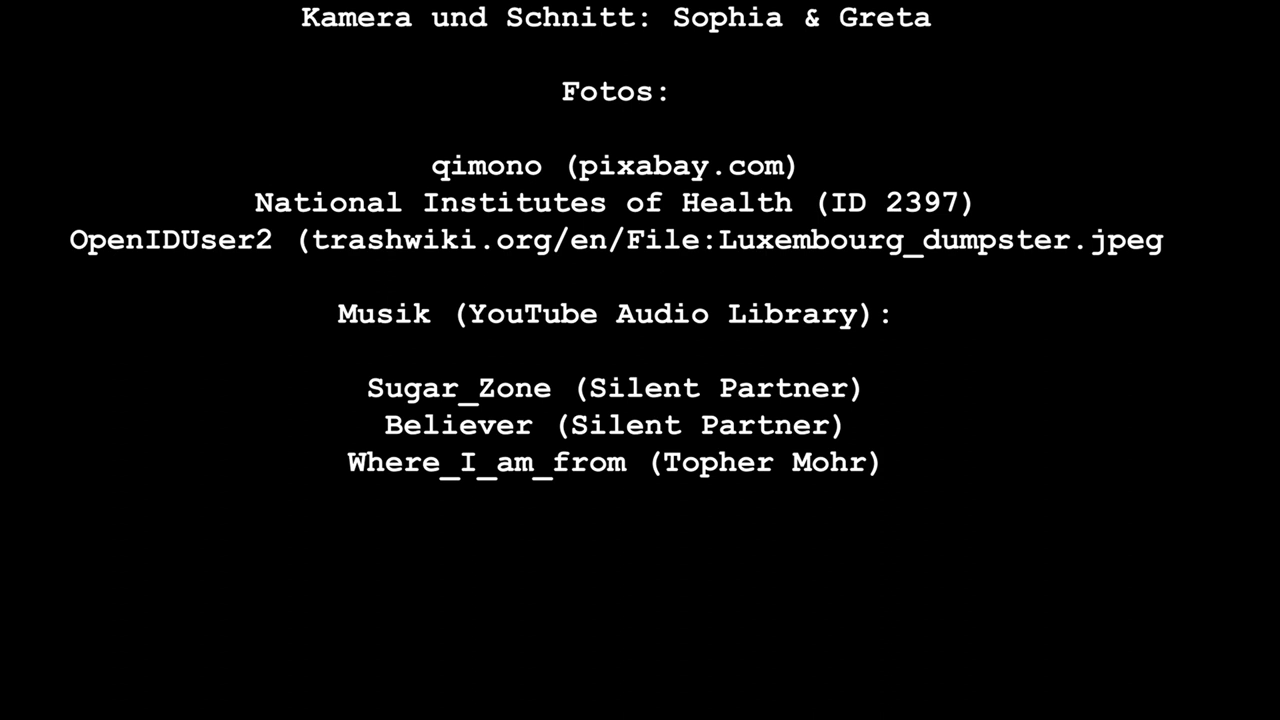 Kamera und Schnitt: Sophia & Greta
Fotos:
qimono (pixabay.com)
National Institutes of Health (ID 2397)
OpenIDUser2 (trashwiki.org/en/File:Luxembourg_dumpster.jpeg
Musik (YouTube Audio Library):
Sugar_Zone (Silent Partner)
Believer (Silent Partner)
Where_I_am_from (Topher Mohr)